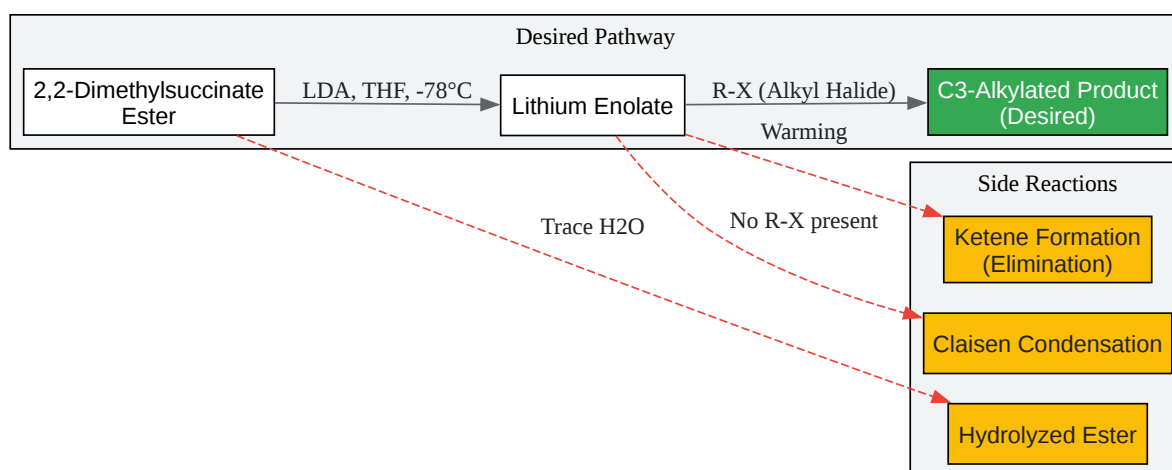 Desired Pathway
2,2-Dimethylsuccinate
Ester
LDA, THF, -78°C
Lithium Enolate
R-X (Alkyl Halide)
C3-Alkylated Product
(Desired)
Warming
Side Reactions
Trace H2O
No R-X present
Ketene Formation
(Elimination)
Claisen Condensation
Hydrolyzed Ester